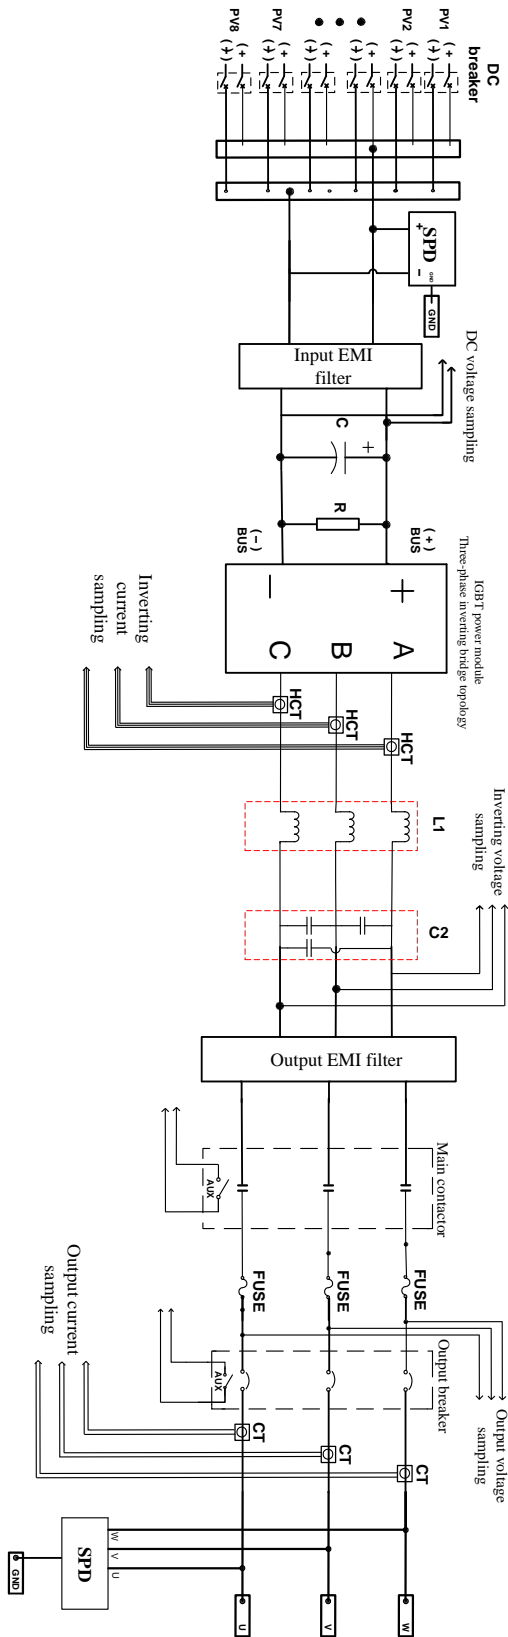 PV8
PV7
PV2
PV1
(+)
(-)
(+)
(-)
(+)
(-)
(+)
(-)
(+)
(-)
(+)
(-)
DC
breaker
SPD
+
-
GND
GND
Input EMI
filter
DC voltage sampling
C
+
R
(-)
BUS
(+)
BUS
IGBT power module
Three-phase inverting bridge topology
-
+
C
B
A
Inverting
current
sampling
HCT
HCT
HCT
L1
Inverting voltage
sampling
C2
Output EMI filter
Main contactor
AUX
FUSE
FUSE
FUSE
Output current
sampling
Output voltage
sampling
Output breaker
AUX
CT
CT
CT
W
V
U
SPD
GND
U
V
W